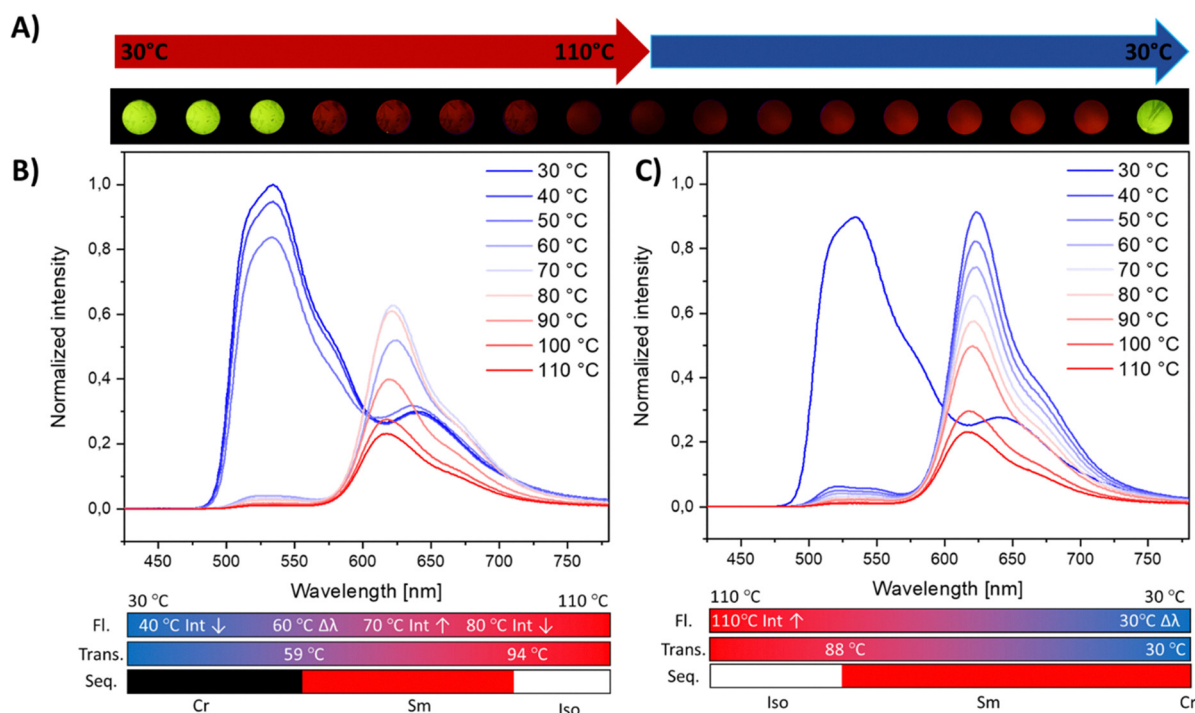 A)
30°C 110°C 30°C
B)
1,0
0,8
0,6
0,4
0,2
0,0
Normalized intensity
30 °C
40 °C
50 °C
60 °C
70 °C
80 °C
90 °C
100 °C
110 °C
450 500 550 600 650 700 750
Wavelength [nm]
30 °C 110 °C
Fl. 40 °C Int ↓ 60 °C Δλ 70 °C Int ↑ 80 °C Int ↓
Trans. 59 °C 94 °C
Seq.
Cr Sm Iso
C)
1,0
0,8
0,6
0,4
0,2
0,0
Normalized intensity
30 °C
40 °C
50 °C
60 °C
70 °C
80 °C
90 °C
100 °C
110 °C
450 500 550 600 650 700 750
Wavelength [nm]
110 °C 30 °C
Fl. 110°C Int ↑ 30°C Δλ
Trans. 88 °C 30 °C
Seq.
Iso Sm Cr